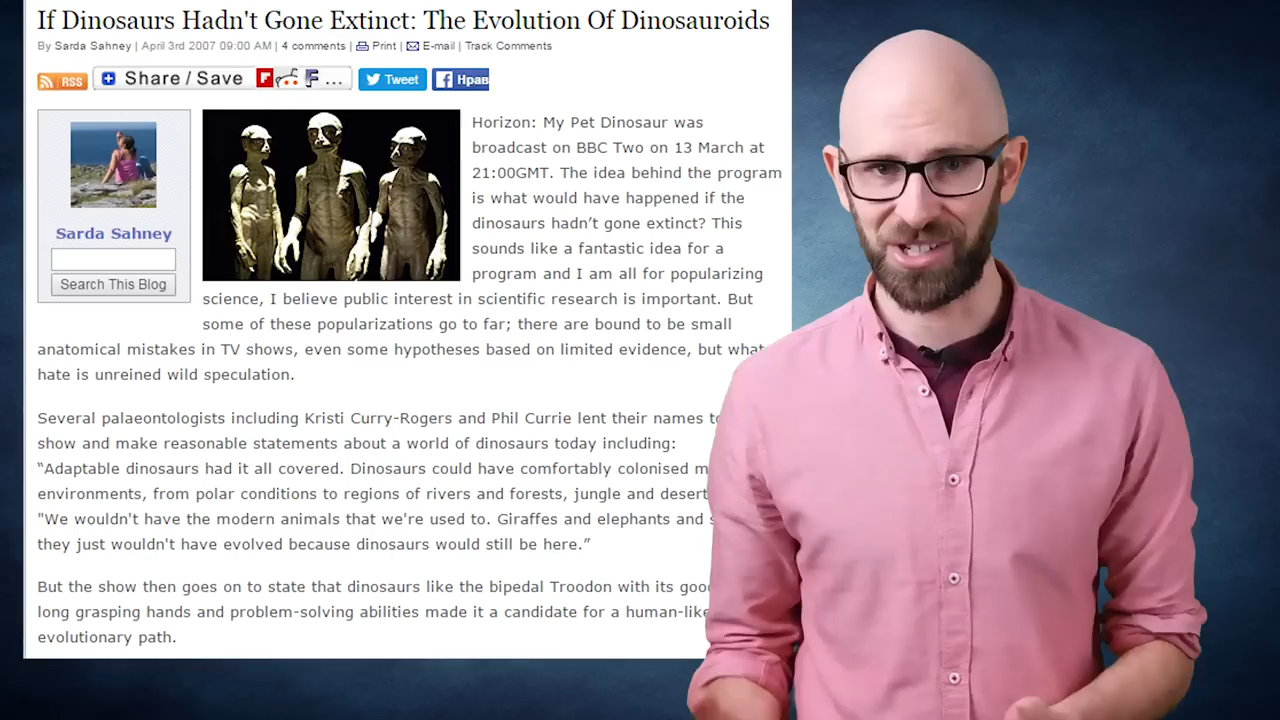 If Dinosaurs Hadn't Gone Extinct: The Evolution Of Dinosauroids
By Sarda Sahney | April 3rd 2007 09:00 AM | 4 comments | Print | E-mail | Track Comments
RSS Share / Save ... Tweet Нрав
Sarda Sahney
Search This Blog
Horizon: My Pet Dinosaur was
broadcast on BBC Two on 13 March at
21:00GMT. The idea behind the program
is what would have happened if the
dinosaurs hadn’t gone extinct? This
sounds like a fantastic idea for a
program and I am all for popularizing
science, I believe public interest in scientific research is important. But
some of these popularizations go to far; there are bound to be small
anatomical mistakes in TV shows, even some hypotheses based on limited evidence, but what
hate is unreined wild speculation.
Several palaeontologists including Kristi Curry-Rogers and Phil Currie lent their names
show and make reasonable statements about a world of dinosaurs today including:
“Adaptable dinosaurs had it all covered. Dinosaurs could have comfortably colonised
environments, from polar conditions to regions of rivers and forests, jungle and desert
"We wouldn't have the modern animals that we're used to. Giraffes and elephants and
they just wouldn't have evolved because dinosaurs would still be here.”
But the show then goes on to state that dinosaurs like the bipedal Troodon with its
long grasping hands and problem-solving abilities made it a candidate for a human-like
evolutionary path.